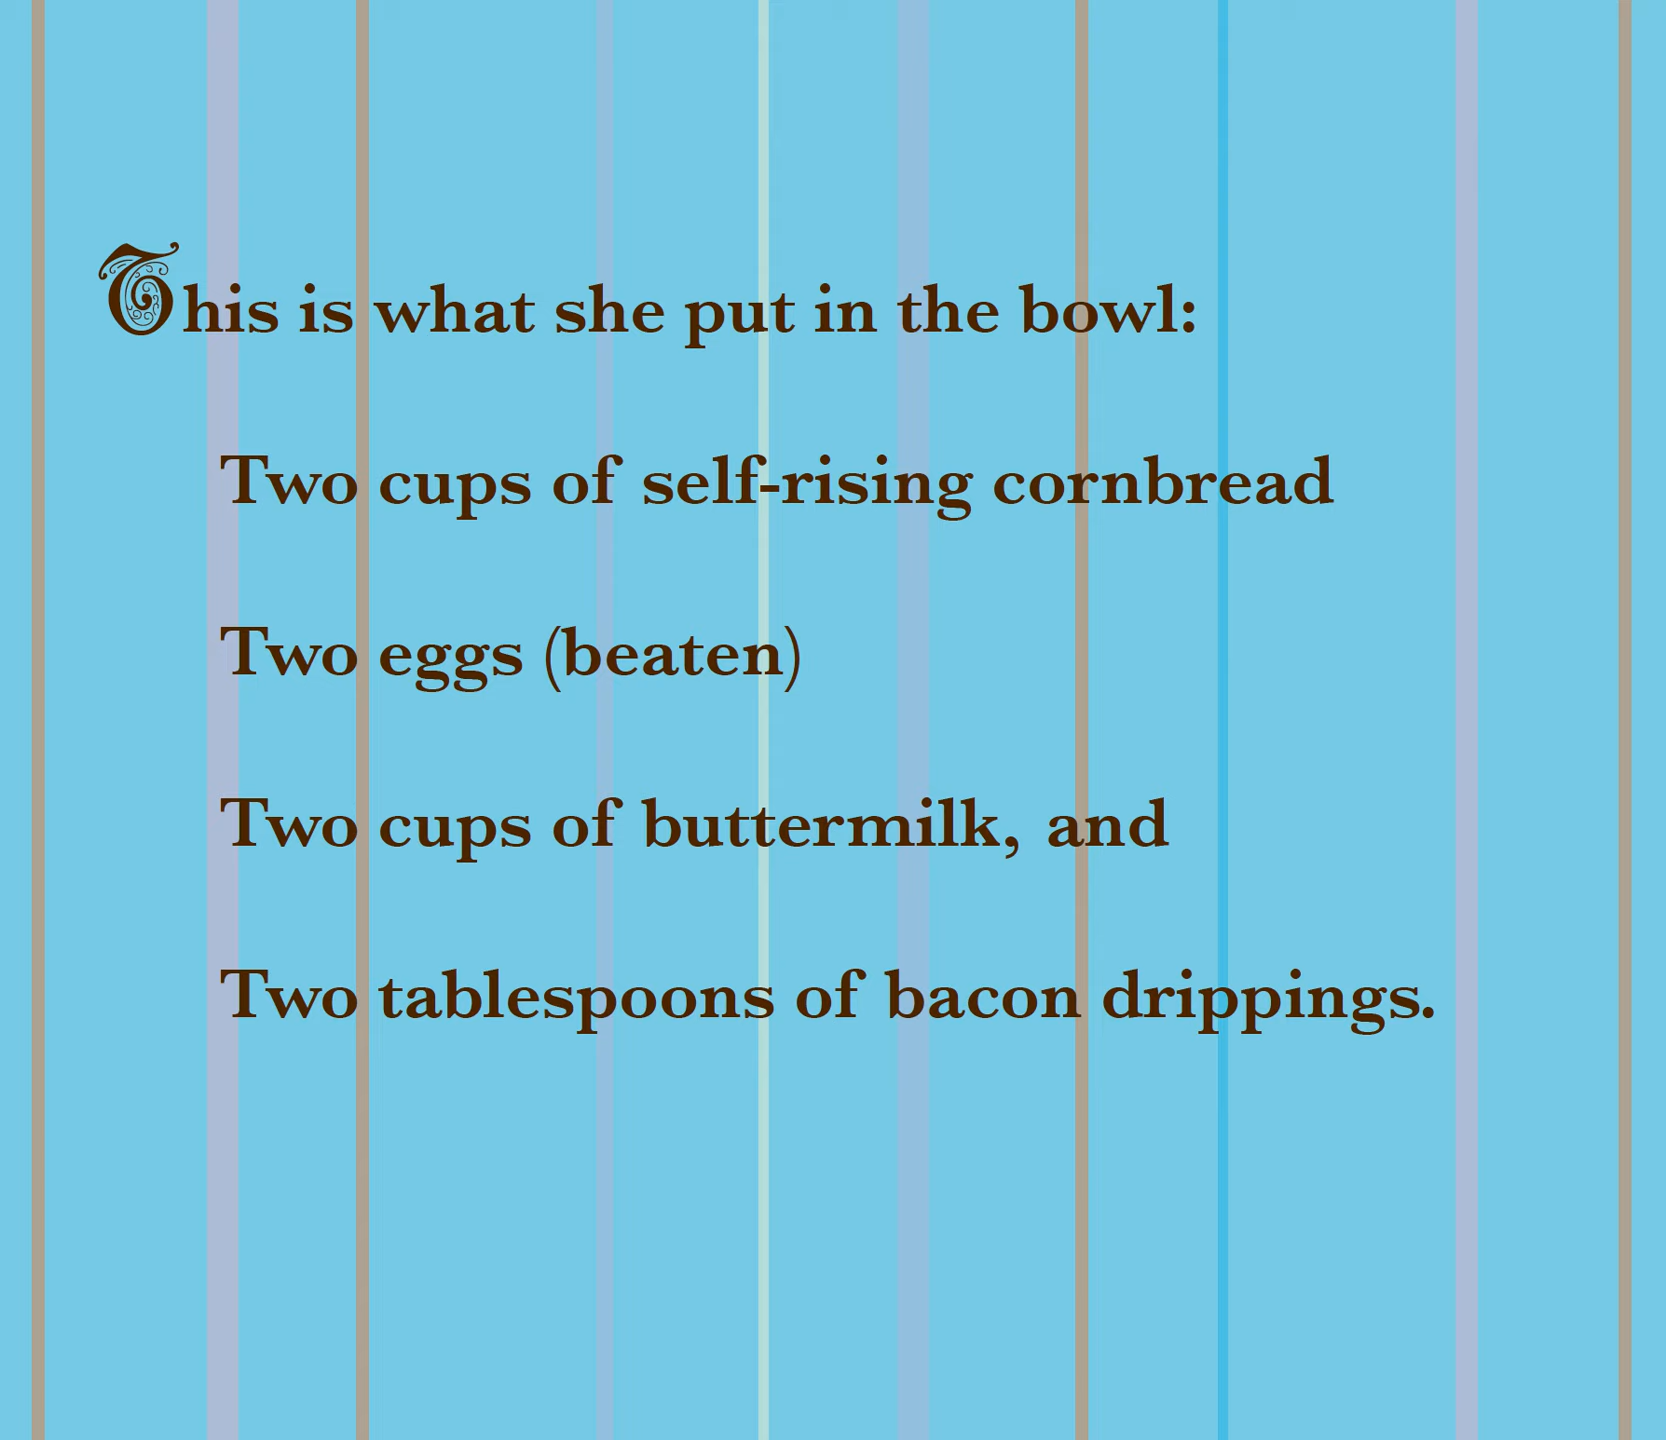 This is what she put in the bowl:
Two cups of self-rising cornbread
Two eggs (beaten)
Two cups of buttermilk, and
Two tablespoons of bacon drippings.